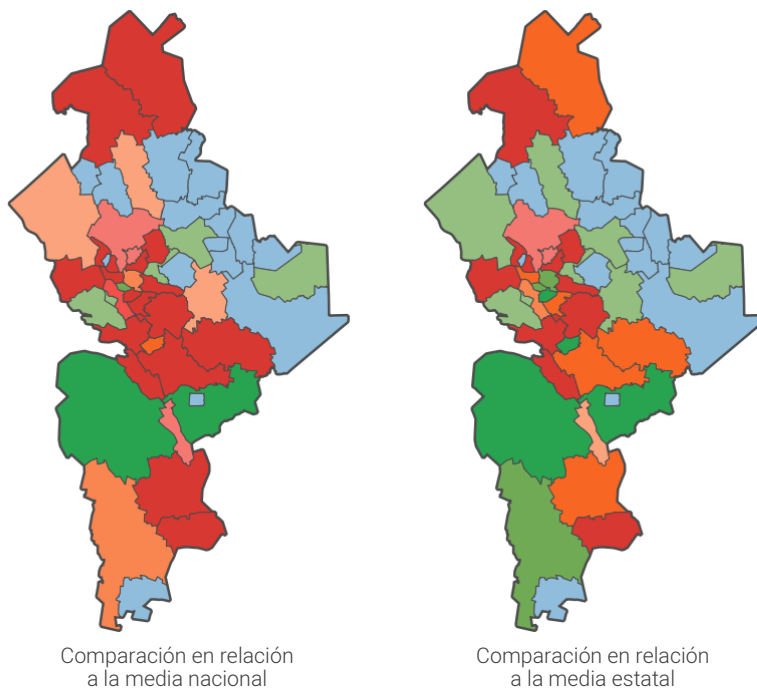 Comparación en relación
a la media nacional
Comparación en relación
a la media estatal